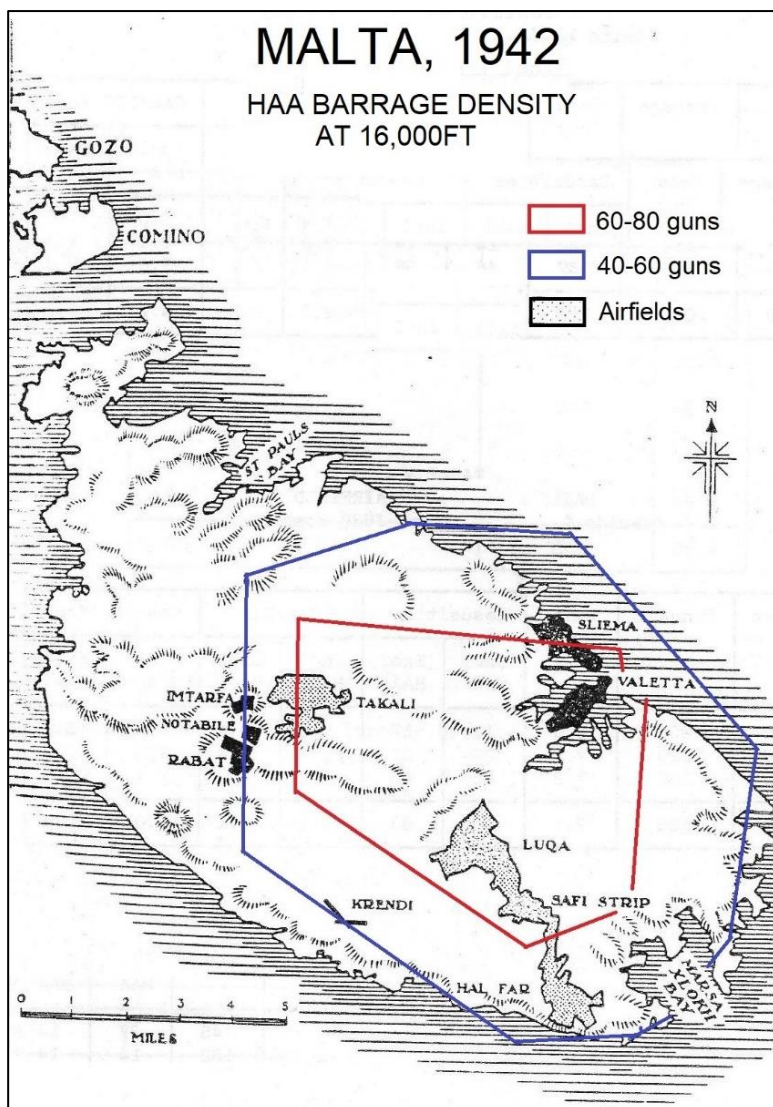 MALTA, 1942
HAA BARRAGE DENSITY
AT 16,000FT
GOZO
COMINO
60-80 guns
40-60 guns
Airfields
N
ST PAULS
BAY
SLIEMA
VALETTA
IMTARFA
TAKALI
NOTABILE
RABAT
LUQA
KRENDI
SAFI STRIP
HAL FAR
MARSA
XLOKK
BAY
0 1 2 3 4 5
MILES